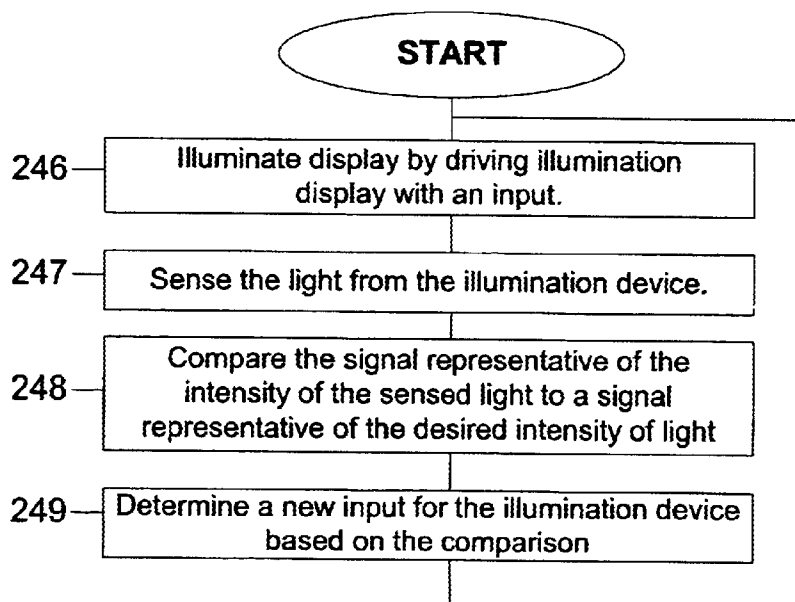 START
246
Illuminate display by driving illumination
display with an input.
247
Sense the light from the illumination device.
248
Compare the signal representative of the
intensity of the sensed light to a signal
representative of the desired intensity of light
249
Determine a new input for the illumination device
based on the comparison